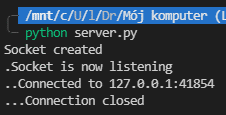 /mnt/c/U/l/Dr/Mój komputer (L
python server.py
Socket created
.Socket is now listening
..Connected to 127.0.0.1:41854
...Connection closed